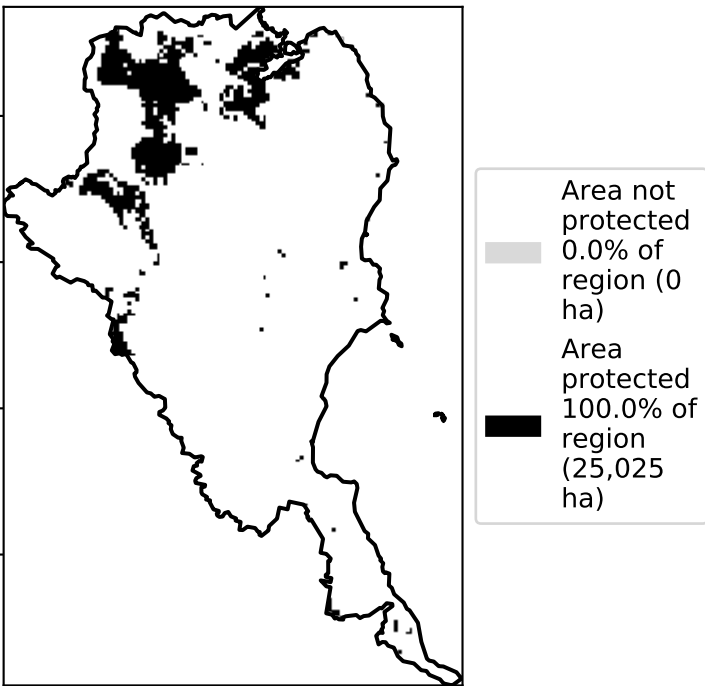 Area not
protected
0.0% of
region (0
ha)
Area
protected
100.0% of
region
(25,025
ha)